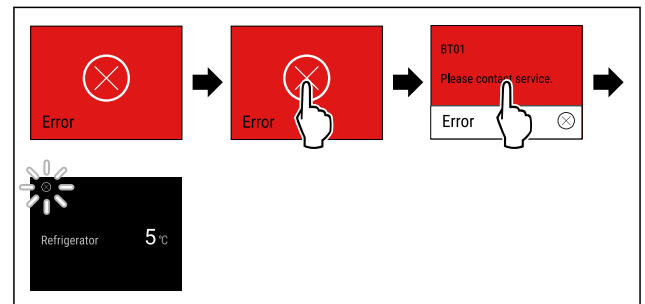 Error
Error
BT01
Please contact service.
Error
Refrigerator 5 °C